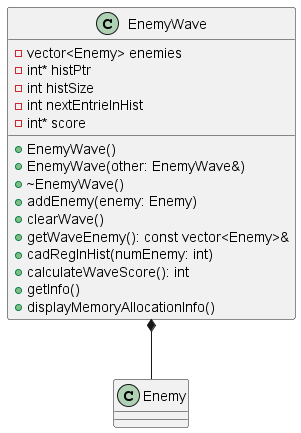 C EnemyWave
-vector<Enemy> enemies
-int* histPtr
-int histSize
-int nextEntrieInHist
-int* score
EnemyWave()
EnemyWave(other: EnemyWave&)
~EnemyWave()
addEnemy(enemy: Enemy)
clearWave()
getWaveEnemy(): const vector<Enemy>&
cadRegInHist(numEnemy: int)
calculateWaveScore(): int
getInfo()
displayMemoryAllocationInfo()
C Enemy